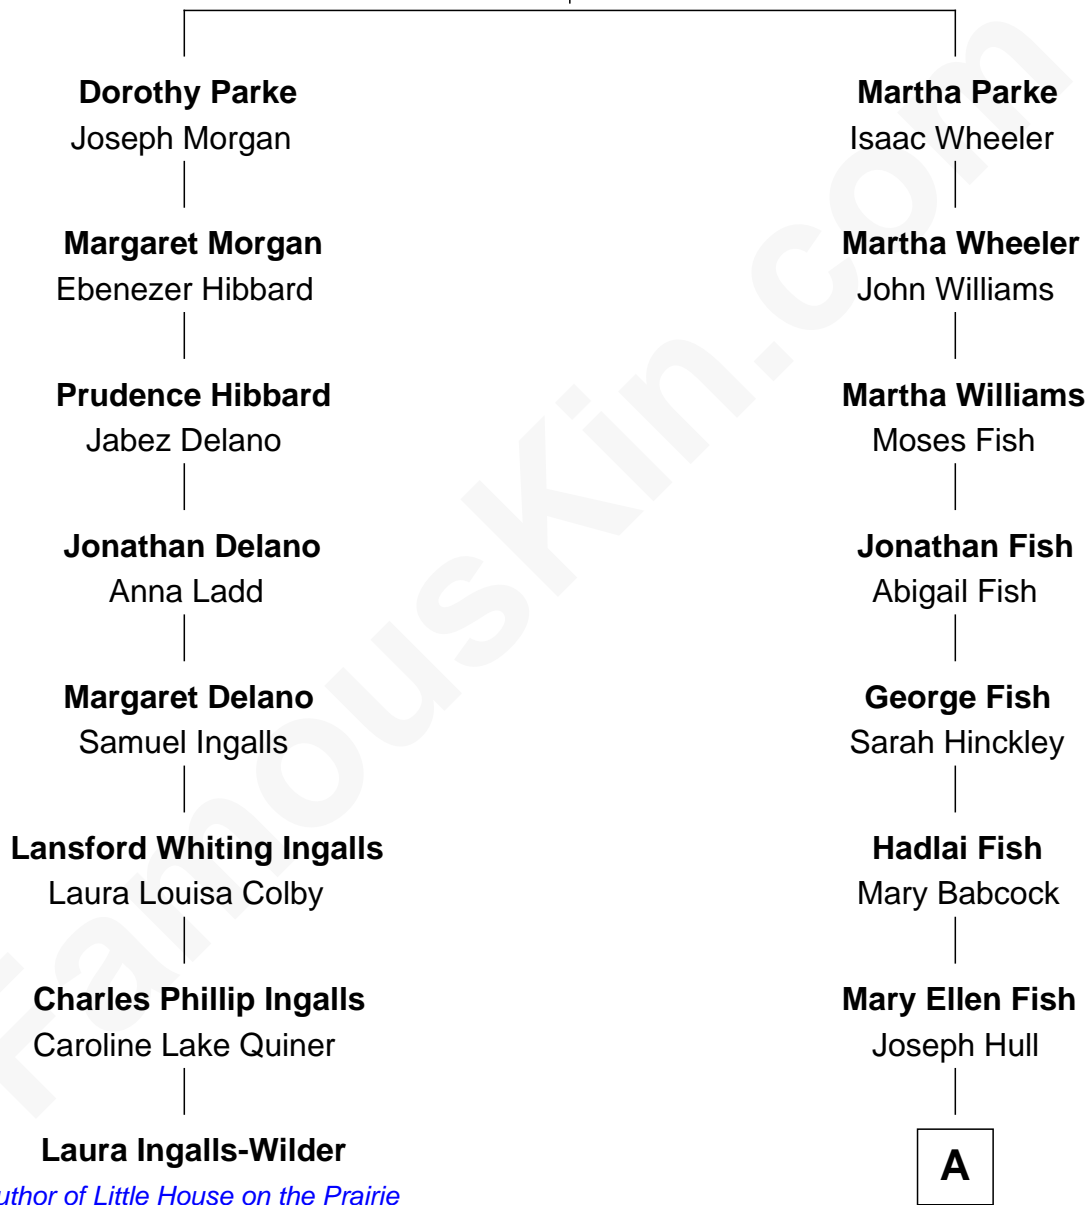 Dorothy Parke
Joseph Morgan
Margaret Morgan
Ebenezer Hibbard
Prudence Hibbard
Jabez Delano
Jonathan Delano
Anna Ladd
Margaret Delano
Samuel Ingalls
Lansford Whiting Ingalls
Laura Louisa Colby
Charles Phillip Ingalls
Caroline Lake Quiner
Laura Ingalls-Wilder
uthor of Little House on the Prairie
Martha Parke
Isaac Wheeler
Martha Wheeler
John Williams
Martha Williams
Moses Fish
Jonathan Fish
Abigail Fish
George Fish
Sarah Hinckley
Hadlai Fish
Mary Babcock
Mary Ellen Fish
Joseph Hull
A
FamousKin.com